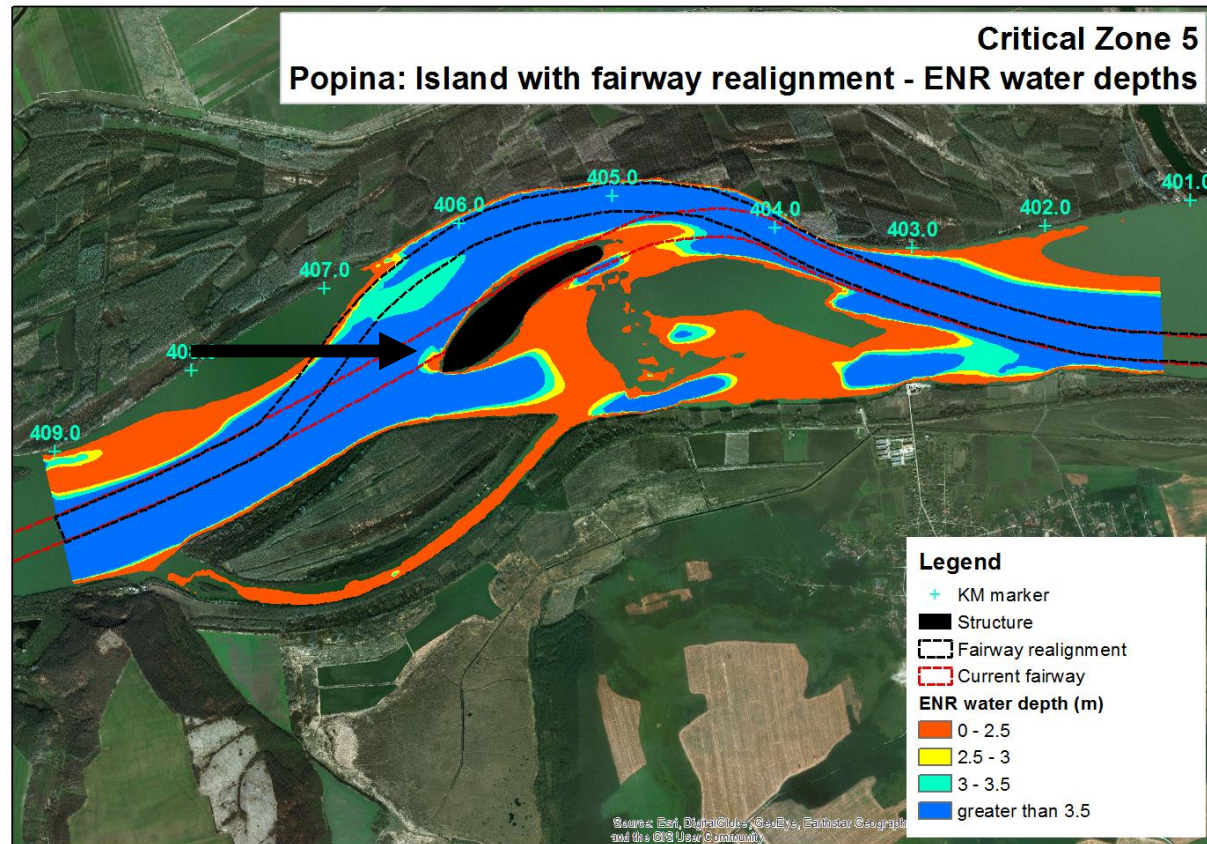 Critical Zone 5
Popina: Island with fairway realignment - ENR water depths
405.0
401.0
406.0
404.0
402.0
403.0
407.0
409.0
Legend
KM marker
Structure
Fairway realignment
Current fairway
ENR water depth (m)
0 - 2.5
2.5 - 3
3 - 3.5
greater than 3.5
Source: Esri, DigitalGlobe, GeoEye, Earthstar Geograph
and the GIS User Community